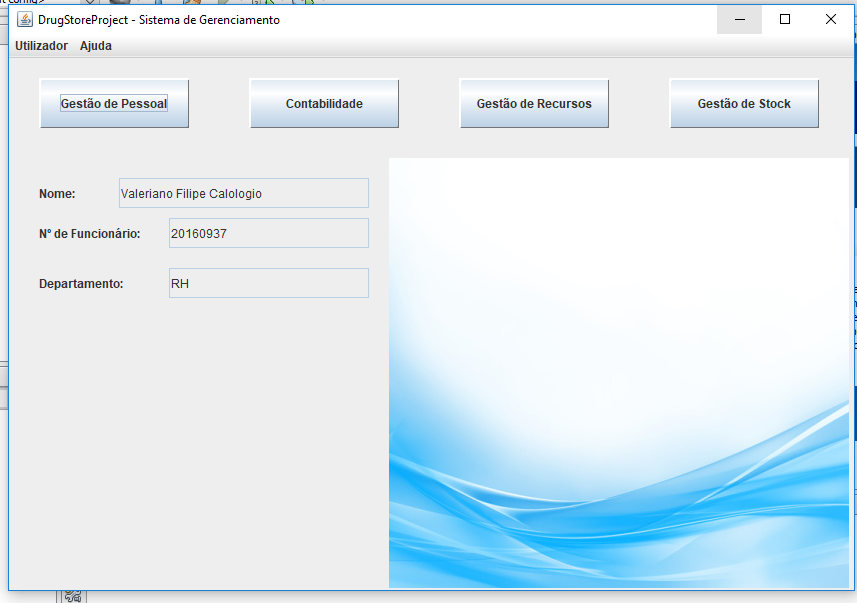 DrugStoreProject - Sistema de Gerenciamento
Utilizador Ajuda
Gestão de Pessoal Contabilidade Gestão de Recursos Gestão de Stock
Nome: Valeriano Filipe Calologio
Nº de Funcionário: 20160937
Departamento: RH